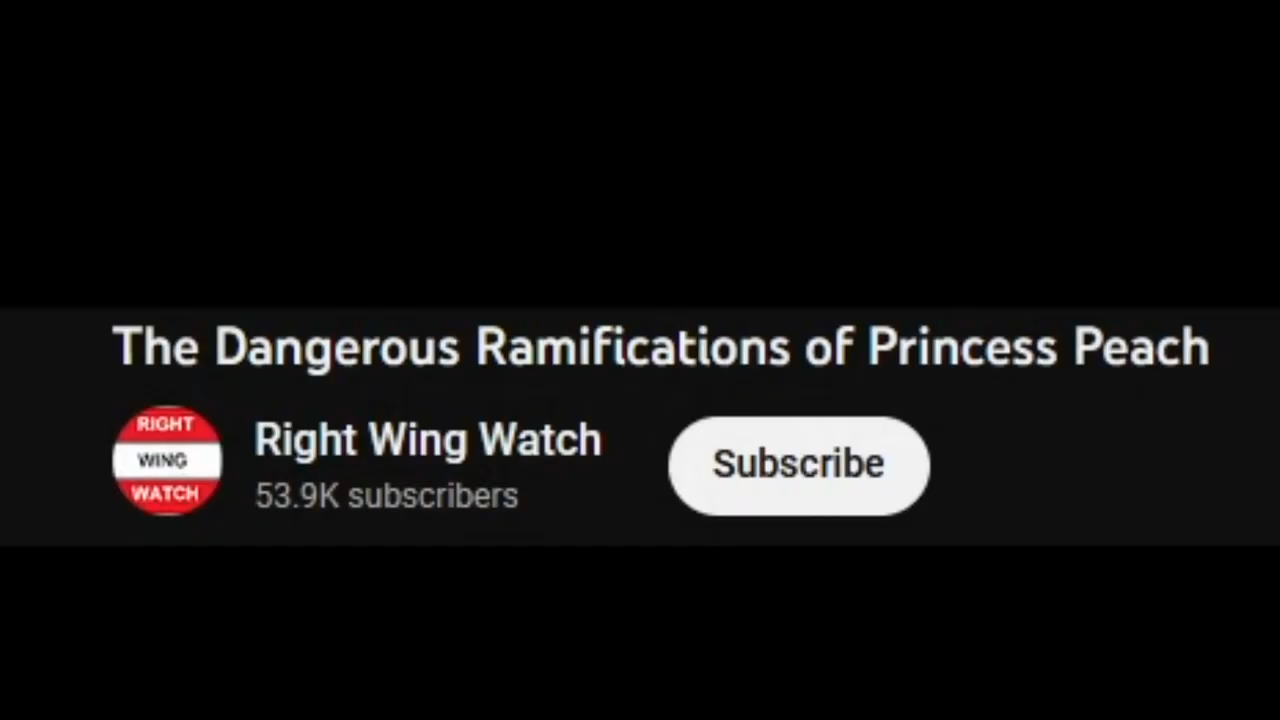 The Dangerous Ramifications of Princess Peach
RIGHT
WING
WATCH
Right Wing Watch
53.9K subscribers
Subscribe